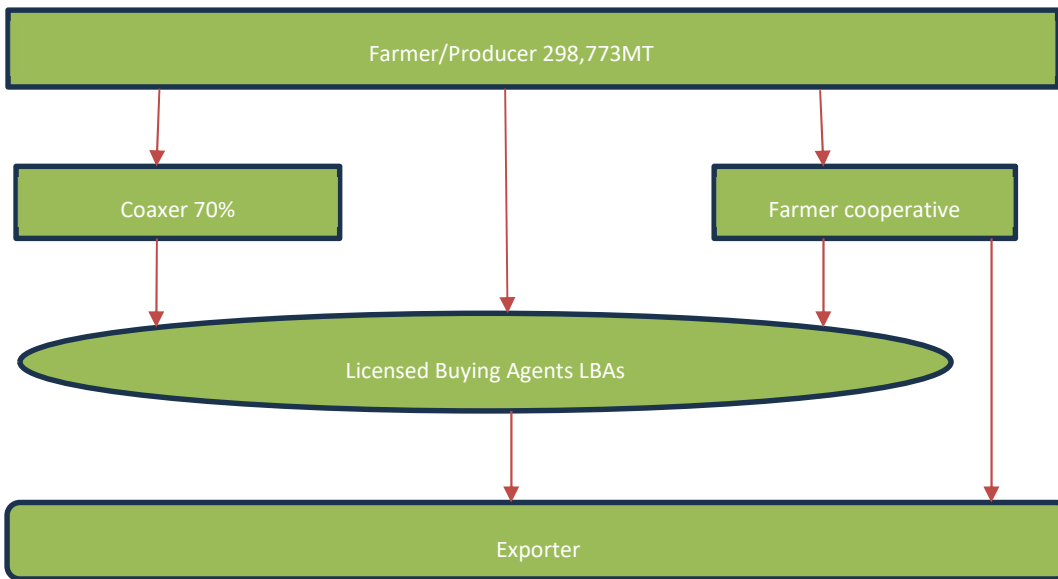 Farmer/Producer 298,773MT
Coaxer 70%
Farmer cooperative
Licensed Buying Agents LBAs
Exporter